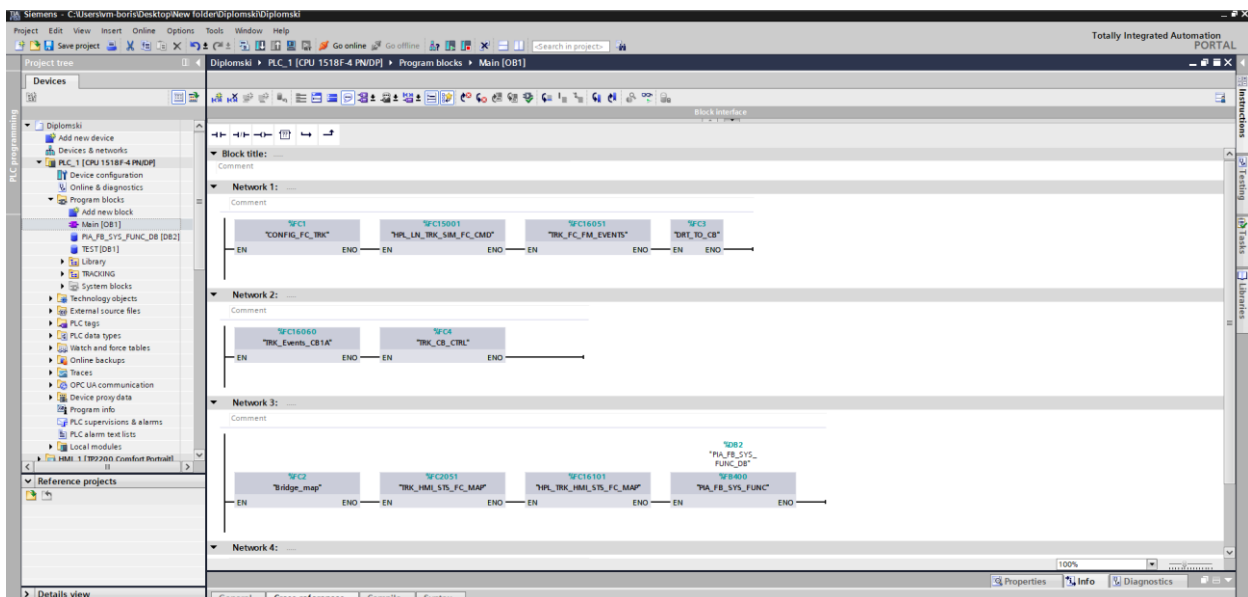 Siemens - C:\Users\vm-boris\Desktop\New folder\Diplomski\Diplomski
Project Edit View Insert Online Options Tools Window Help
Totally Integrated Automation
PORTAL
Save project
Go online
Go offline
<Search in project>
Project tree
Diplomski ▸ PLC_1 [CPU 1518F-4 PN/DP] ▸ Program blocks ▸ Main [OB1]
Devices
PLC programming
Diplomski
Add new device
Devices & networks
PLC_1 [CPU 1518F-4 PN/DP]
Device configuration
Online & diagnostics
Program blocks
Add new block
Main [OB1]
PIA_FB_SYS_FUNC_DB [DB2]
TEST [DB1]
Library
TRACKING
System blocks
Technology objects
External source files
PLC tags
PLC data types
Watch and force tables
Online backups
Traces
OPC UA communication
Device proxy data
Program info
PLC supervisions & alarms
PLC alarm text lists
Local modules
HMI_1 [TP2200 Comfort Portrait]
Reference projects
Details view
Block interface
Block title: ....
Comment
Network 1: ....
Comment
%FC1 %FC15001 %FC16051 %FC3
"CONFIG_FC_TRK" "HPL_LN_TRK_SIM_FC_CMD" "TRK_FC_FM_EVENTS" "DRT_TO_CB"
EN ENO EN ENO EN ENO EN ENO
Network 2: ....
Comment
%FC16060 %FC4
"TRK_Events_CB1A" "TRK_CB_CTRL"
EN ENO EN ENO
Network 3: ....
Comment
%DB2
"PIA_FB_SYS_
FUNC_DB"
%FC2 %FC2051 %FC16101 %FB400
"Bridge_map" "TRK_HMI_STS_FC_MAP" "HPL_TRK_HMI_STS_FC_MAP" "PIA_FB_SYS_FUNC"
EN ENO EN ENO EN ENO EN ENO
Network 4: ....
100%
Properties Info Diagnostics
General Cross-references Compile Syntax
Instructions
Testing
Tasks
Libraries